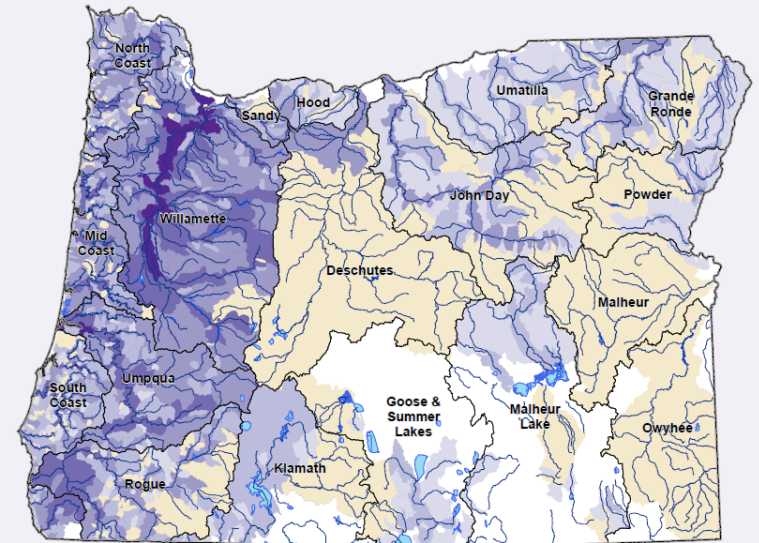 North
Coast
Sandy
Hood
Umatilla
Grande
Ronde
Willamette
John Day
Powder
Mid
Coast
Deschutes
Malheur
South
Coast
Umpqua
Goose &
Summer
Lakes
Malheur
Lake
Owyhee
Klamath
Rogue